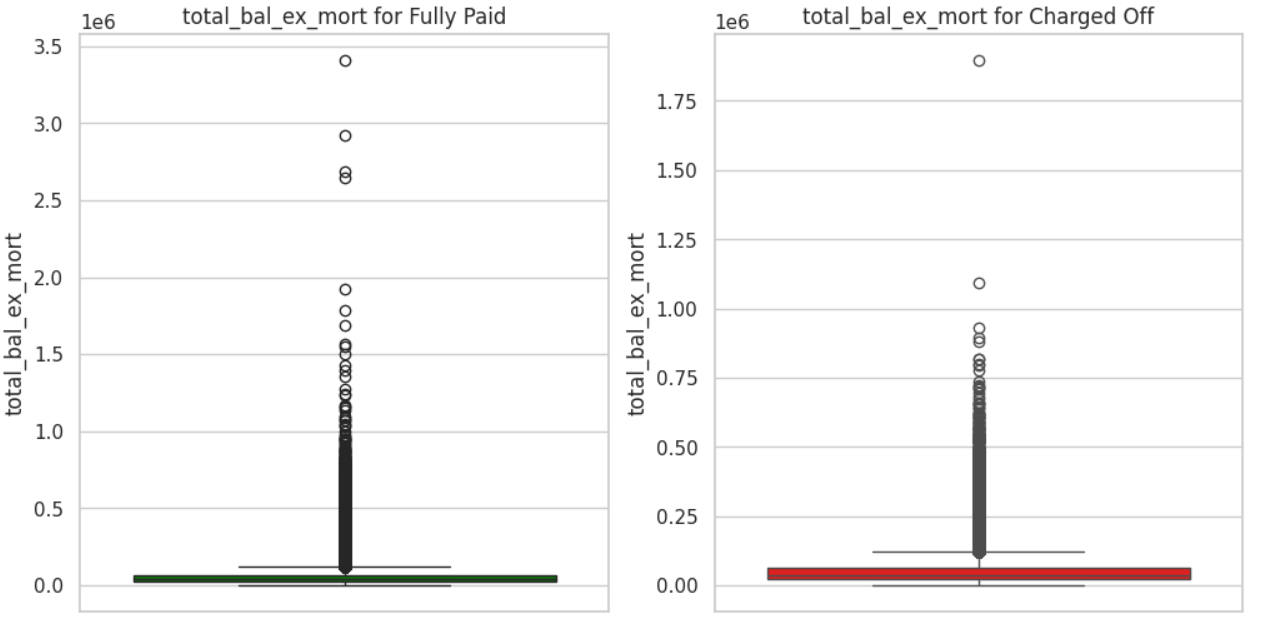 total_bal_ex_mort for Fully Paid
1e6
3.5
3.0
2.5
2.0
1.5
1.0
0.5
0.0
total_bal_ex_mort
total_bal_ex_mort for Charged Off
1e6
1.75
1.50
1.25
1.00
0.75
0.50
0.25
0.00
total_bal_ex_mort